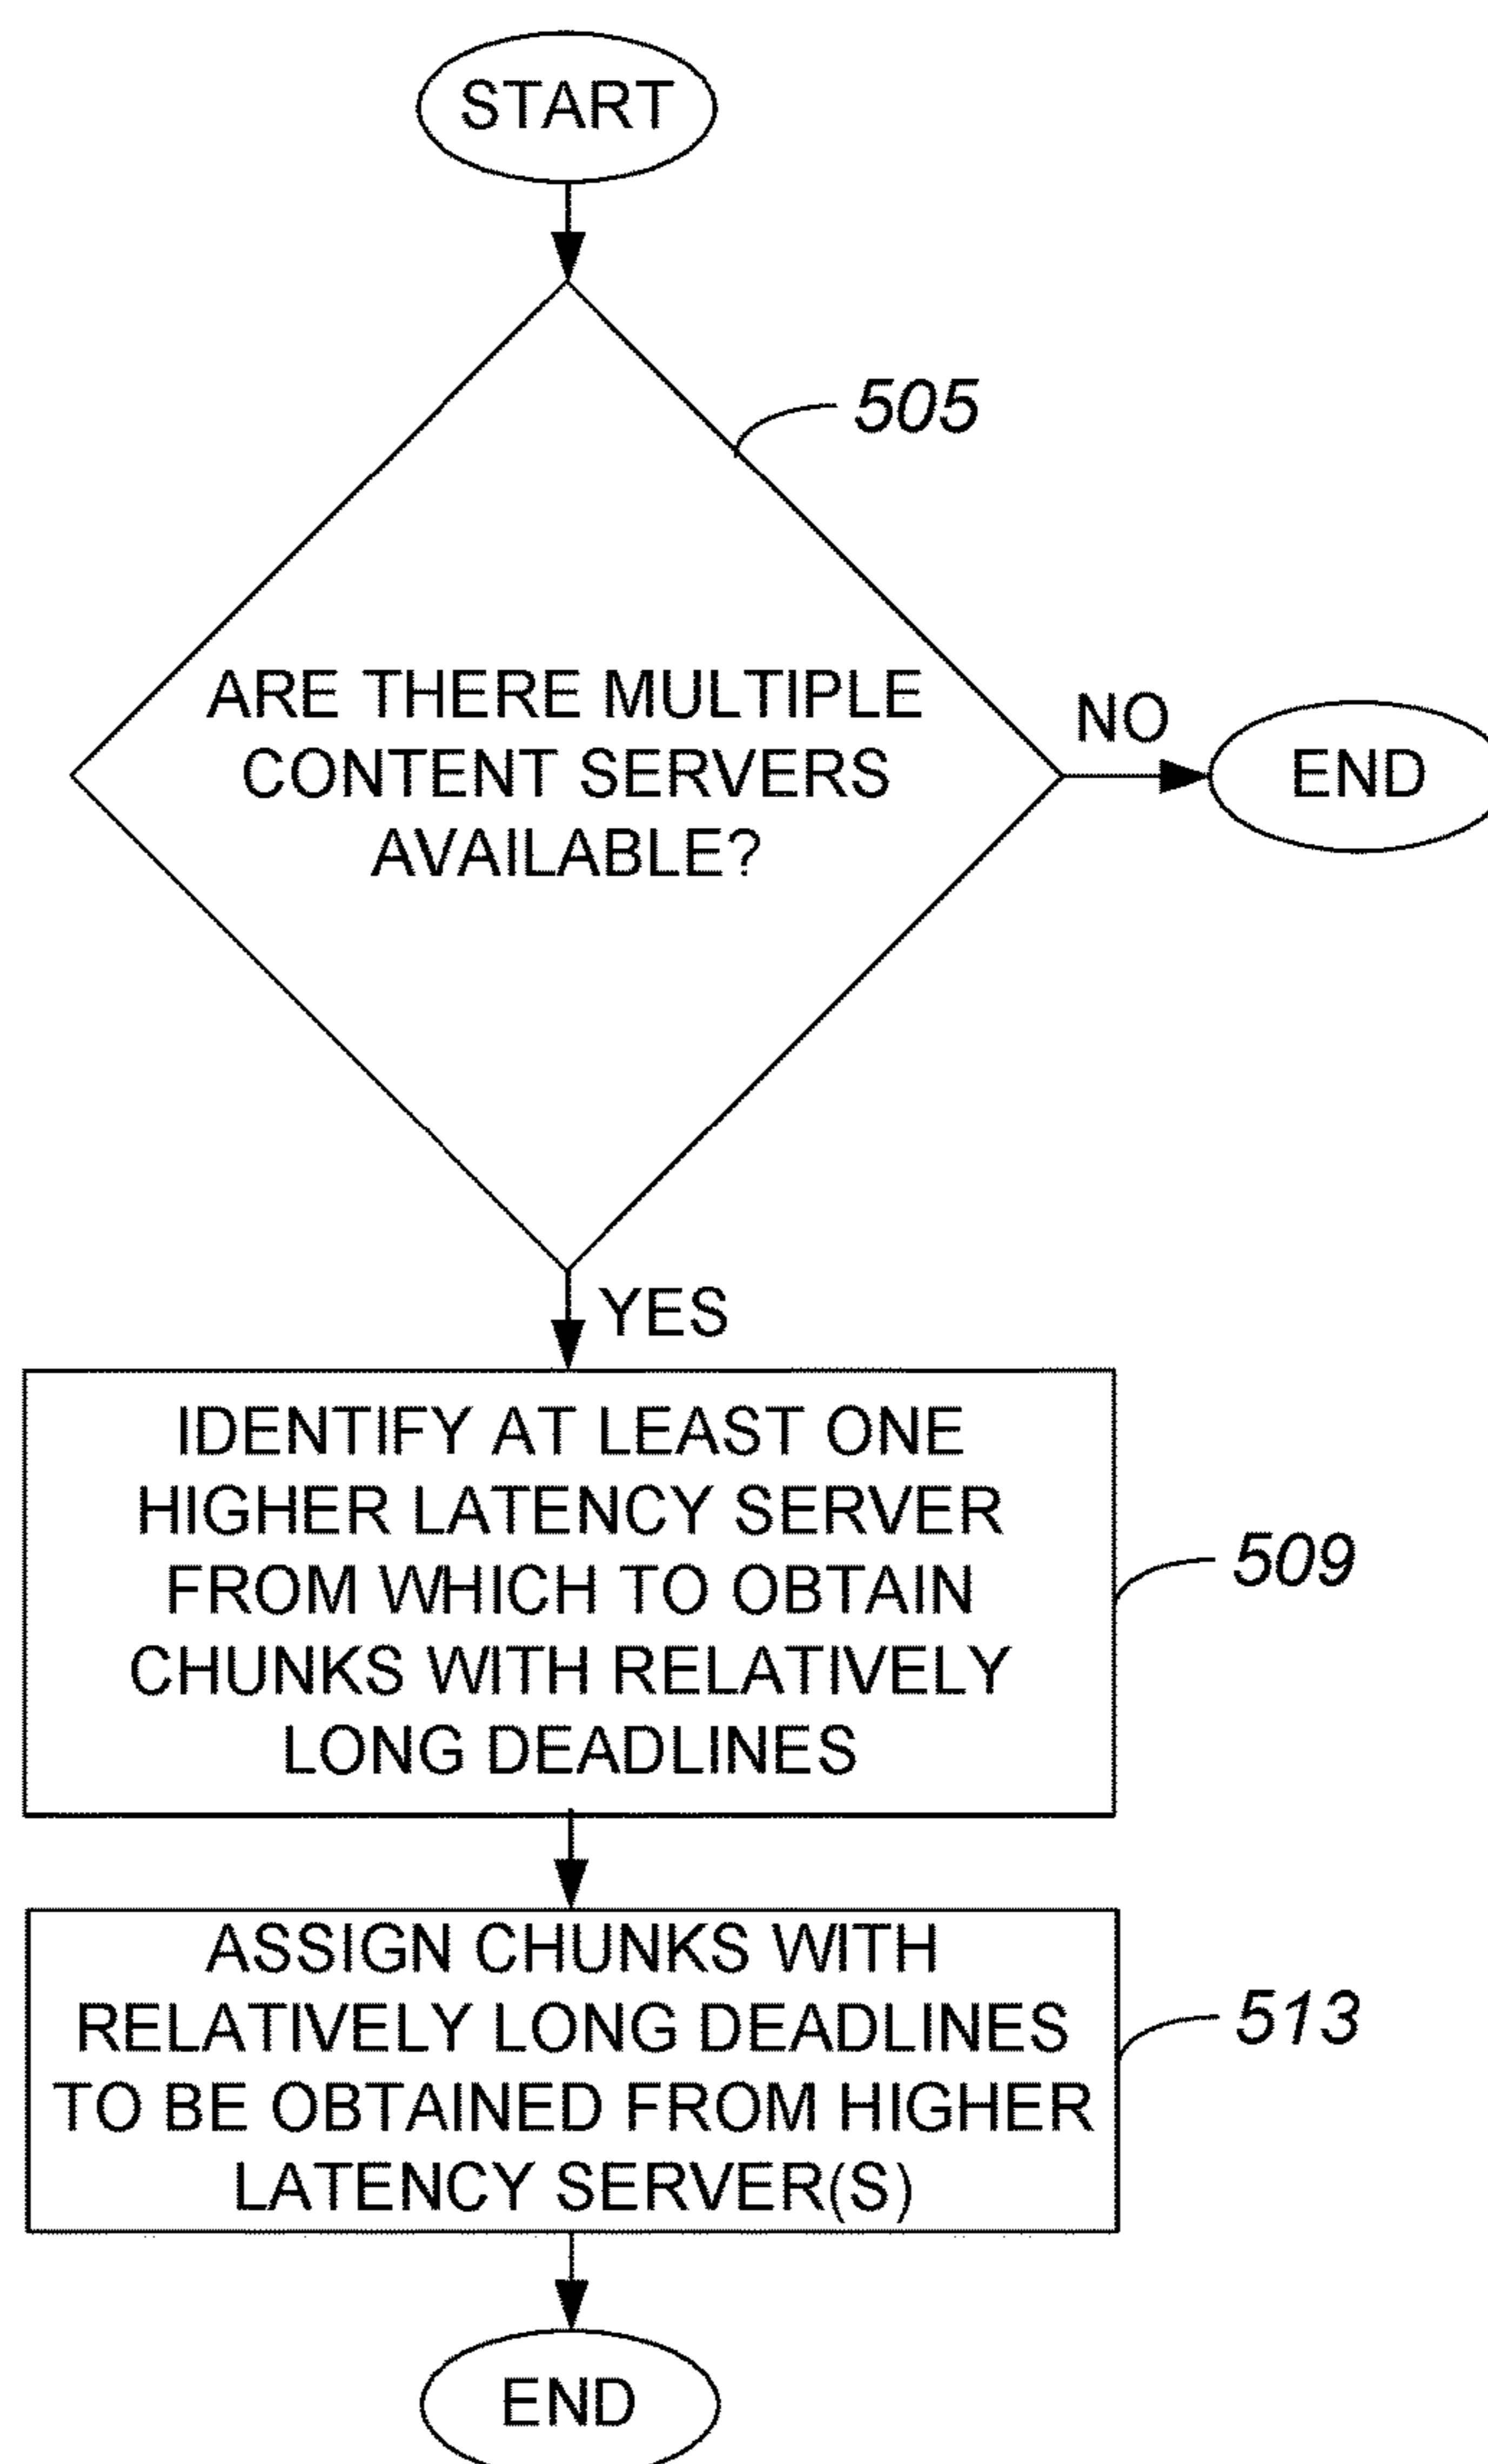 START
505
ARE THERE MULTIPLE
CONTENT SERVERS
AVAILABLE?
NO
END
YES
IDENTIFY AT LEAST ONE
HIGHER LATENCY SERVER
FROM WHICH TO OBTAIN
CHUNKS WITH RELATIVELY
LONG DEADLINES
509
ASSIGN CHUNKS WITH
RELATIVELY LONG DEADLINES
TO BE OBTAINED FROM HIGHER
LATENCY SERVER(S)
513
END